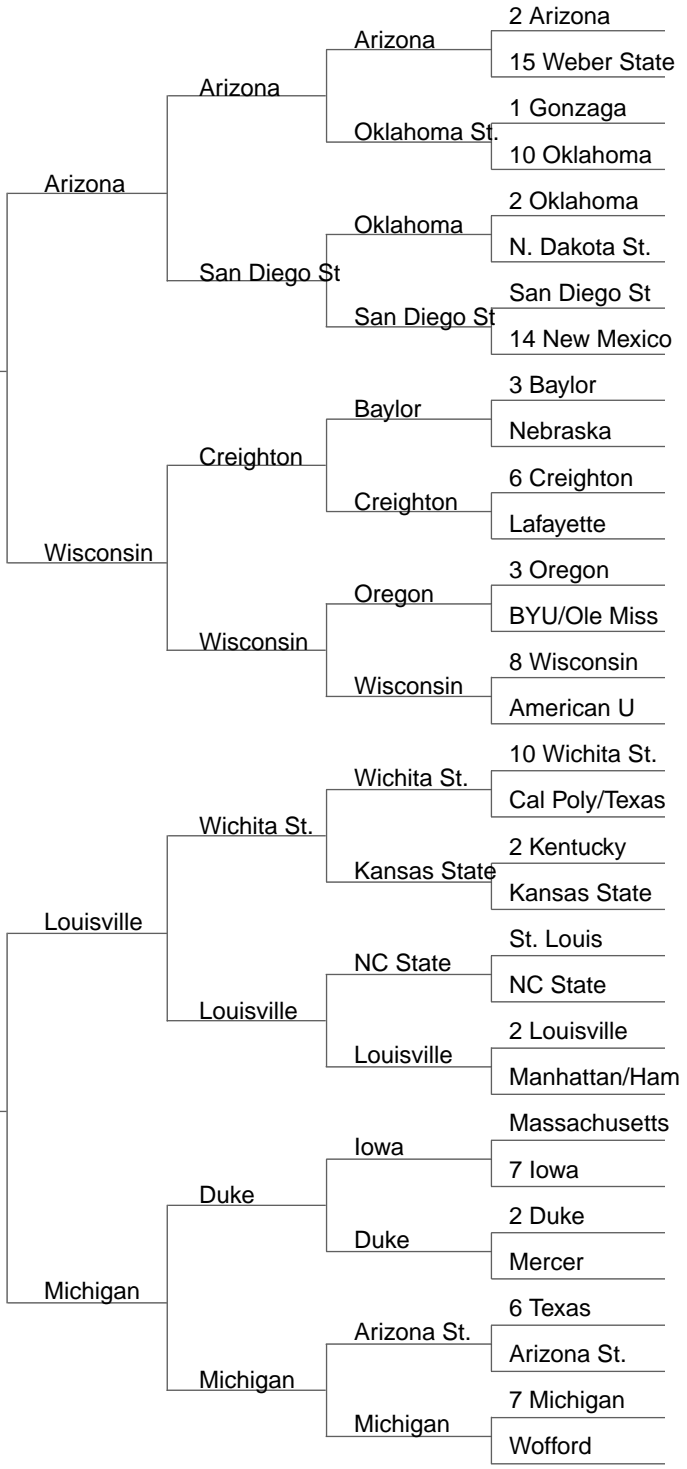 2 Arizona
Arizona
15 Weber State
Arizona
1 Gonzaga
Oklahoma St.
10 Oklahoma
Arizona
2 Oklahoma
Oklahoma
N. Dakota St.
San Diego St
San Diego St
San Diego St
14 New Mexico
3 Baylor
Baylor
Nebraska
Creighton
6 Creighton
Creighton
Lafayette
Wisconsin
3 Oregon
Oregon
BYU/Ole Miss
Wisconsin
8 Wisconsin
Wisconsin
American U
10 Wichita St.
Wichita St.
Cal Poly/Texas
Wichita St.
2 Kentucky
Kansas State
Kansas State
Louisville
St. Louis
NC State
NC State
Louisville
2 Louisville
Louisville
Manhattan/Ham
Massachusetts
Iowa
7 Iowa
Duke
2 Duke
Duke
Mercer
Michigan
6 Texas
Arizona St.
Arizona St.
Michigan
7 Michigan
Michigan
Wofford